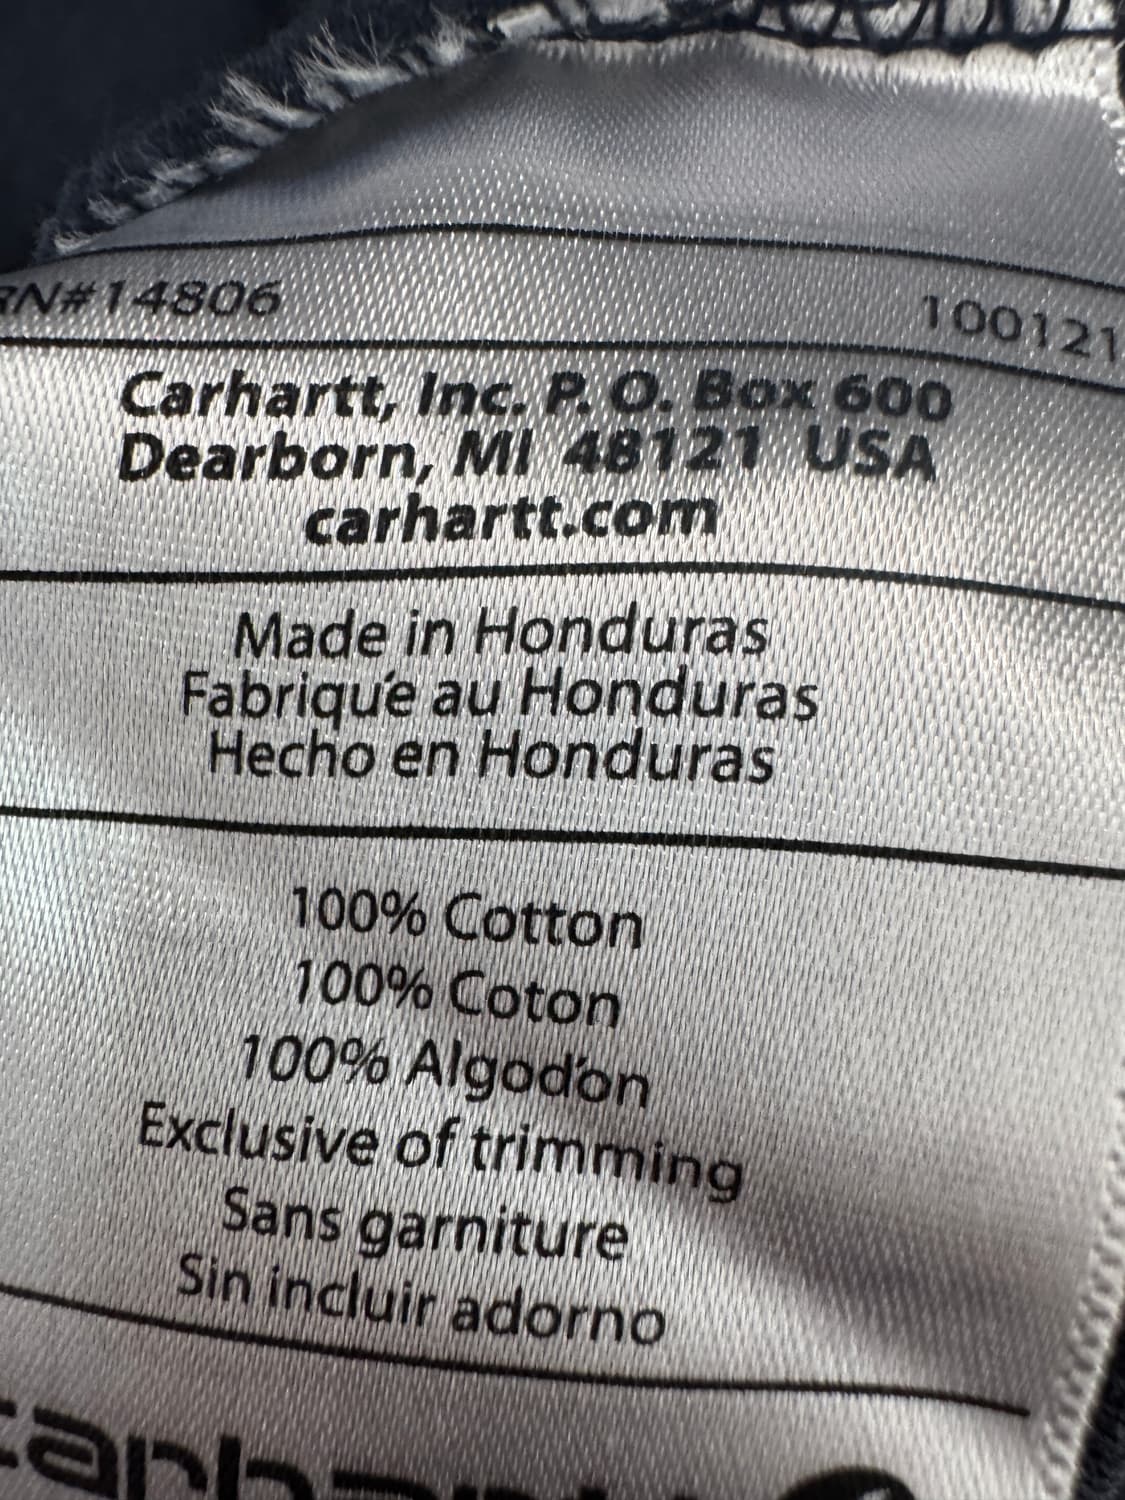 RN#14806 100121
Carhartt, Inc. P. O. Box 600
Dearborn, MI 48121 USA
carhartt.com
Made in Honduras
Fabriqué au Honduras
Hecho en Honduras
100% Cotton
100% Coton
100% Algodón
Exclusive of trimming
Sans garniture
Sin incluir adorno